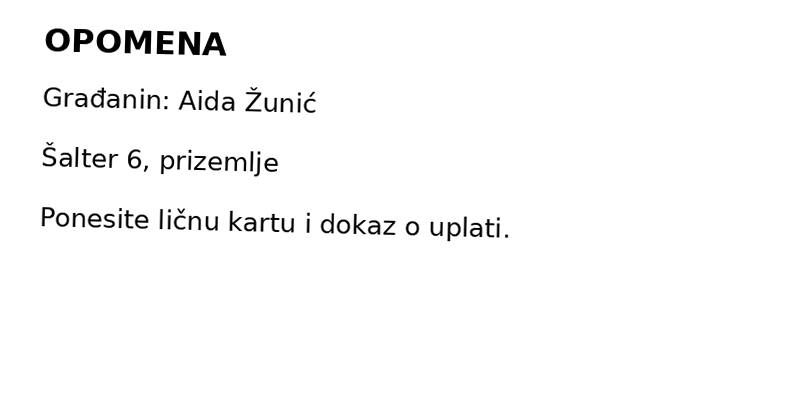 OPOMENA
Građanin: Aida Žunić
Šalter 6, prizemlje
Ponesite ličnu kartu i dokaz o uplati.